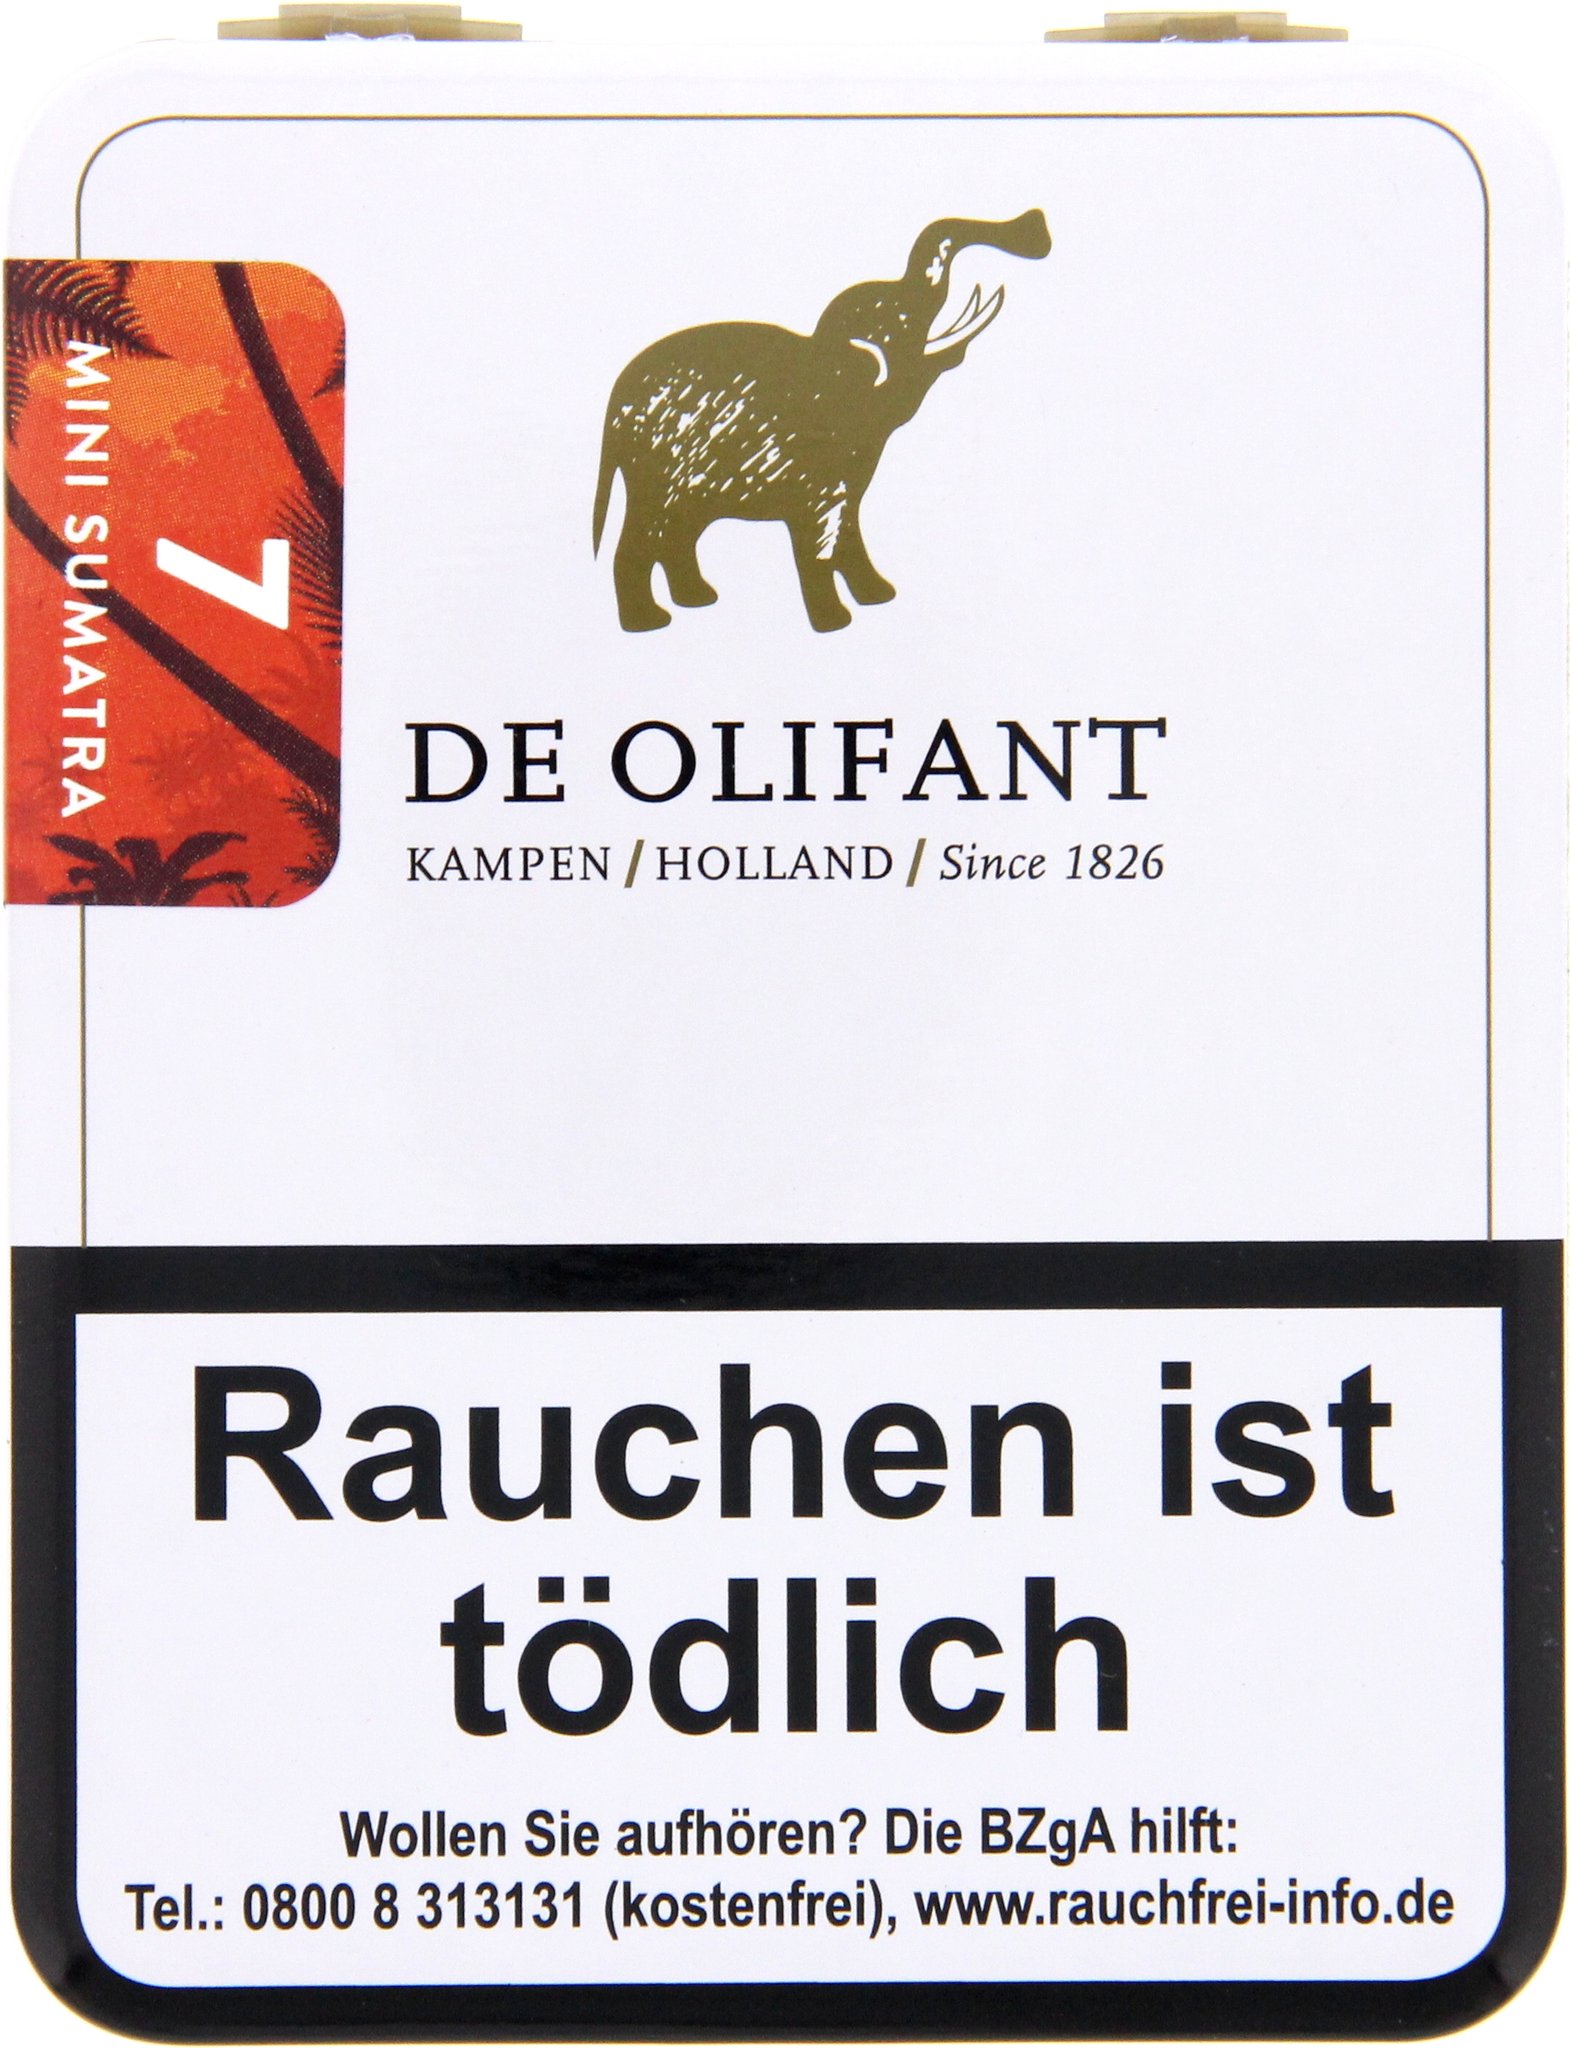 7
MINI SUMATRA
DE OLIFANT
KAMPEN / HOLLAND / Since 1826
Rauchen ist
tödlich
Wollen Sie aufhören? Die BZgA hilft:
Tel.: 0800 8 313131 (kostenfrei), www.rauchfrei-info.de